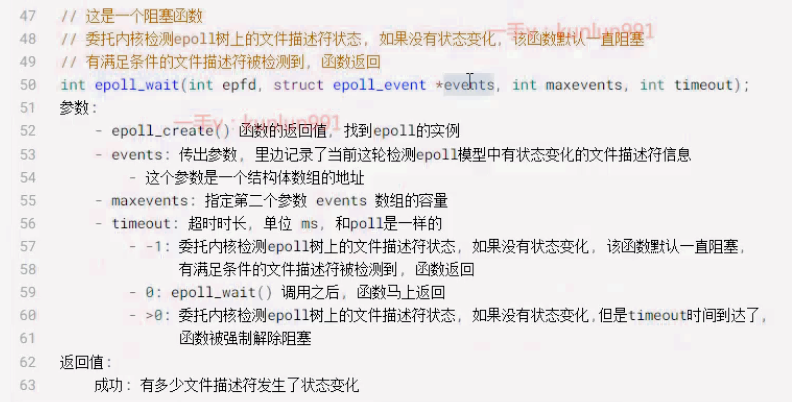 47 // 这是一个阻塞函数
48 // 委托内核检测epoll树上的文件描述符状态，如果没有状态变化，该函数默认一直阻塞
49 // 有满足条件的文件描述符被检测到，函数返回
50 int epoll_wait(int epfd, struct epoll_event *events, int maxevents, int timeout);
51 参数：
52 - epoll_create() 函数的返回值，找到epoll的实例
53 - events: 传出参数，里边记录了当前这轮检测epoll模型中有状态变化的文件描述符信息
54 - 这个参数是一个结构体数组的地址
55 - maxevents: 指定第二个参数 events 数组的容量
56 - timeout: 超时时长，单位 ms, 和poll是一样的
57 - -1: 委托内核检测epoll树上的文件描述符状态，如果没有状态变化，该函数默认一直阻塞，
58 有满足条件的文件描述符被检测到，函数返回
59 - 0: epoll_wait() 调用之后，函数马上返回
60 - >0: 委托内核检测epoll树上的文件描述符状态，如果没有状态变化,但是timeout时间到达了，
61 函数被强制解除阻塞
62 返回值：
63 成功：有多少文件描述符发生了状态变化
一手v：kunlun991
一手v：kunlun991